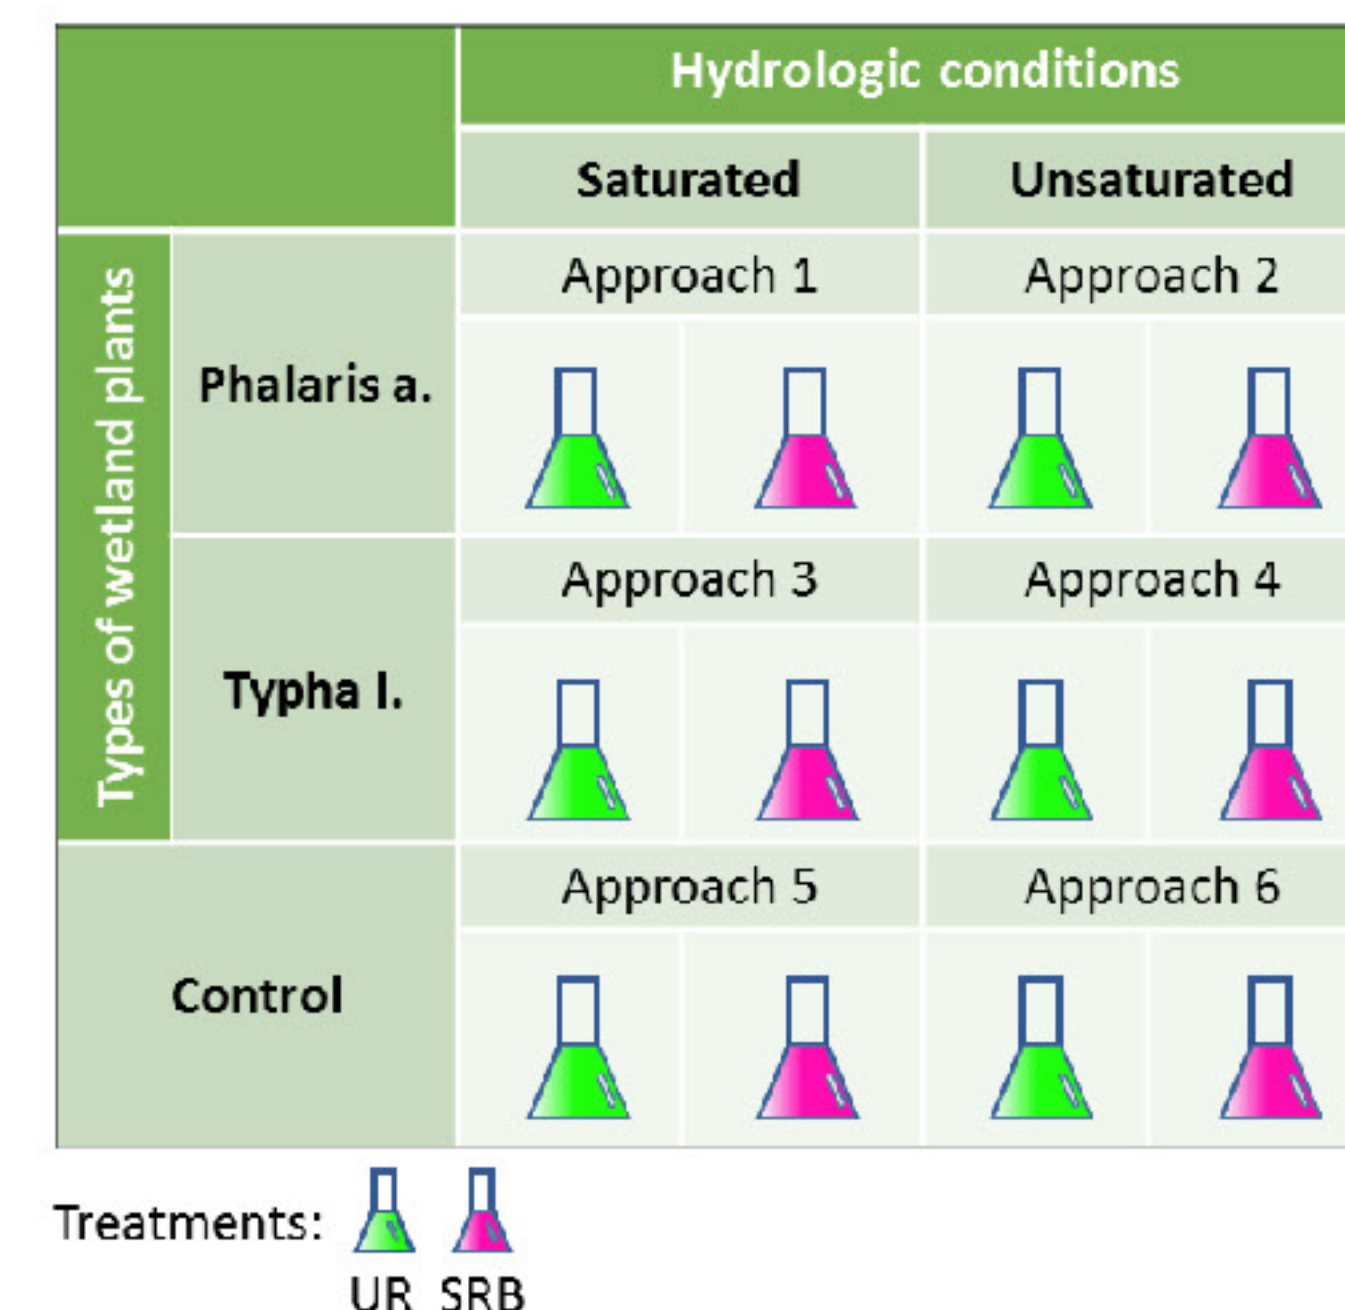 Hydrologic conditions
Saturated Unsaturated
Types of wetland plants
Phalaris a.
Approach 1 Approach 2
Typha l.
Approach 3 Approach 4
Control
Approach 5 Approach 6
Treatments:
UR SRB